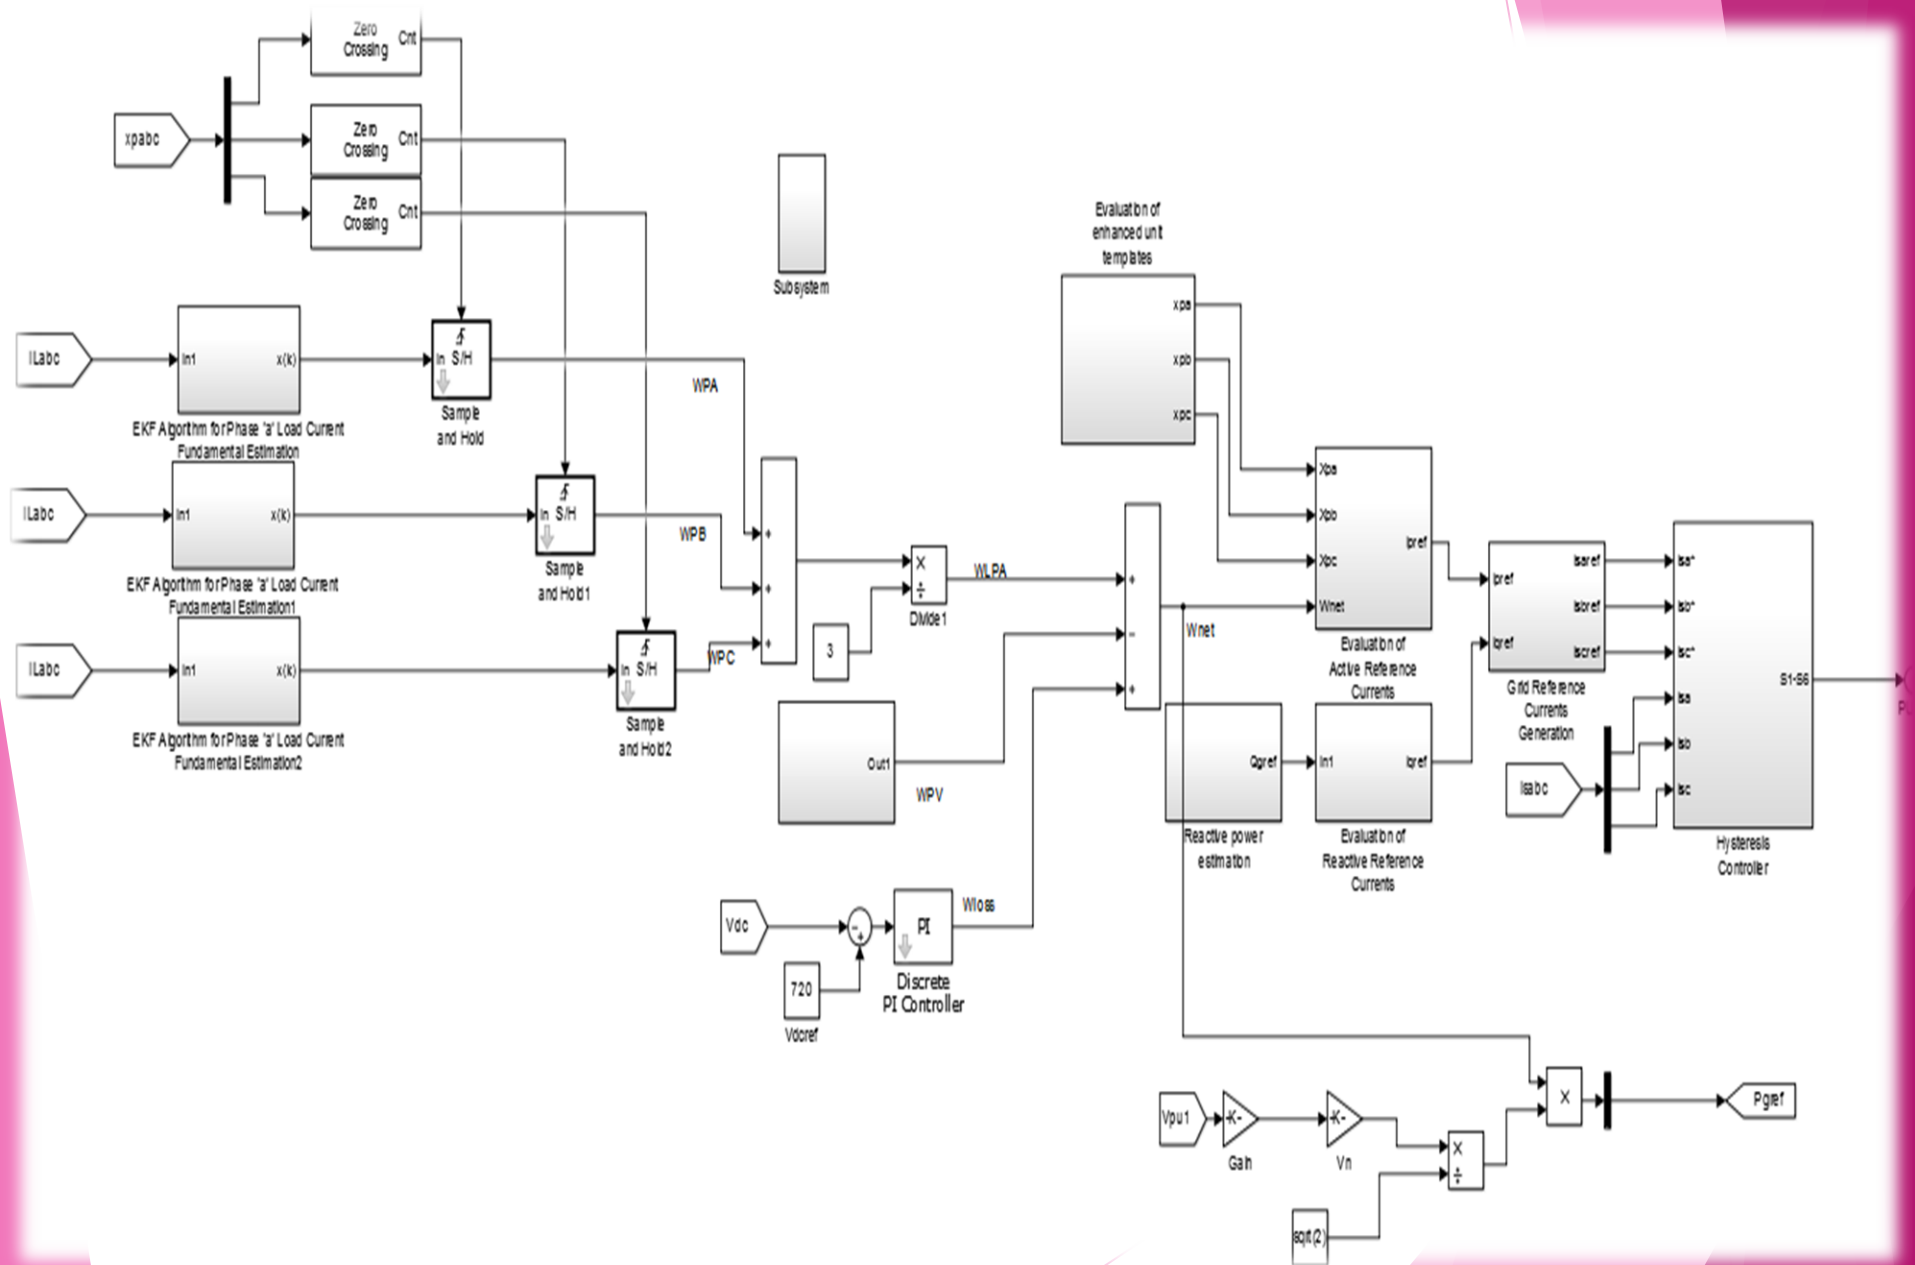 Zero
Crossing
Cnt
xpabc
Zero
Crossing
Cnt
Zero
Crossing
Cnt
Subsystem
Evaluation of
enhanced unit
templates
xpa
xpb
xpc
ILabc
In1
x(k)
EKF Algorithm for Phase 'a' Load Current
Fundamental Estimation
In
S/H
Sample
and Hold
WPA
ILabc
In1
x(k)
EKF Algorithm for Phase 'a' Load Current
Fundamental Estimation1
In
S/H
Sample
and Hold1
WPB
ILabc
In1
x(k)
EKF Algorithm for Phase 'a' Load Current
Fundamental Estimation2
In
S/H
Sample
and Hold2
WPC
+
+
+
×
÷
Divide1
3
WLPA
Out1
WPV
Vdc
-
+
720
Vdcref
PI
Discrete
PI Controller
Wloss
+
-
+
Wnet
Xpa
Xpb
Xpc
Wnet
Ipref
Evaluation of
Active Reference
Currents
Qgref
Reactive power
estimation
In1
Iqref
Evaluation of
Reactive Reference
Currents
Ipref
Iqref
Isaref
Isbref
Iscref
Grid Reference
Currents
Generation
Isabc
Isa*
Isb*
Isc*
Isa
Isb
Isc
S1-S6
Hysteresis
Controller
Vpu1
-K-
Gain
-K-
Vn
×
÷
sqrt(2)
×
Pgref